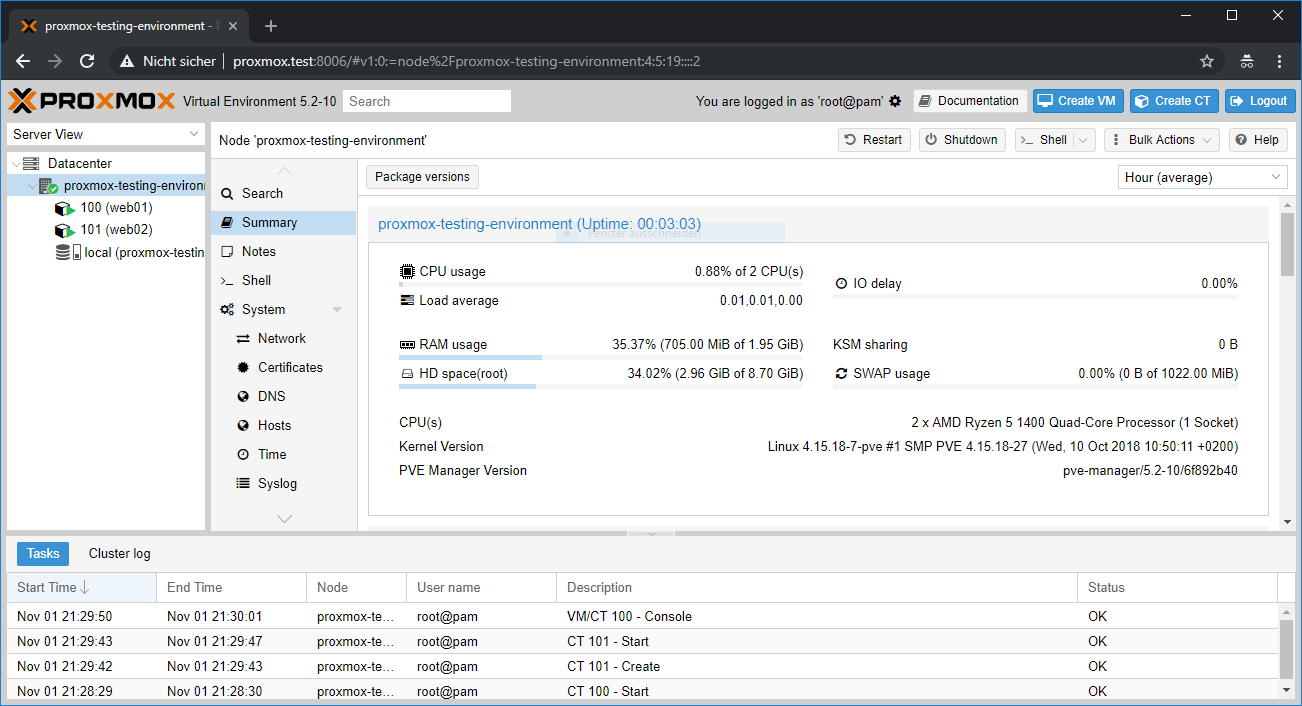 proxmox-testing-environment -
Nicht sicher proxmox.test:8006/#v1:0:=node%2Fproxmox-testing-environment:4:5:19::::2
PROXMOX Virtual Environment 5.2-10 Search You are logged in as 'root@pam' Documentation Create VM Create CT Logout
Server View
Datacenter
proxmox-testing-environ
100 (web01)
101 (web02)
local (proxmox-testin
Node 'proxmox-testing-environment' Restart Shutdown >_ Shell Bulk Actions Help
Search
Summary
Notes
>_ Shell
System
Network
Certificates
DNS
Hosts
Time
Syslog
Package versions Hour (average)
proxmox-testing-environment (Uptime: 00:03:03)
Fenster ausschneiden
CPU usage 0.88% of 2 CPU(s)
IO delay 0.00%
Load average 0.01,0.01,0.00
RAM usage 35.37% (705.00 MiB of 1.95 GiB) KSM sharing 0 B
HD space(root) 34.02% (2.96 GiB of 8.70 GiB) SWAP usage 0.00% (0 B of 1022.00 MiB)
CPU(s) 2 x AMD Ryzen 5 1400 Quad-Core Processor (1 Socket)
Kernel Version Linux 4.15.18-7-pve #1 SMP PVE 4.15.18-27 (Wed, 10 Oct 2018 10:50:11 +0200)
PVE Manager Version pve-manager/5.2-10/6f892b40
Tasks Cluster log
Start Time End Time Node User name Description Status
Nov 01 21:29:50 Nov 01 21:30:01 proxmox-te... root@pam VM/CT 100 - Console OK
Nov 01 21:29:43 Nov 01 21:29:47 proxmox-te... root@pam CT 101 - Start OK
Nov 01 21:29:42 Nov 01 21:29:43 proxmox-te... root@pam CT 101 - Create OK
Nov 01 21:28:29 Nov 01 21:28:30 proxmox-te... root@pam CT 100 - Start OK